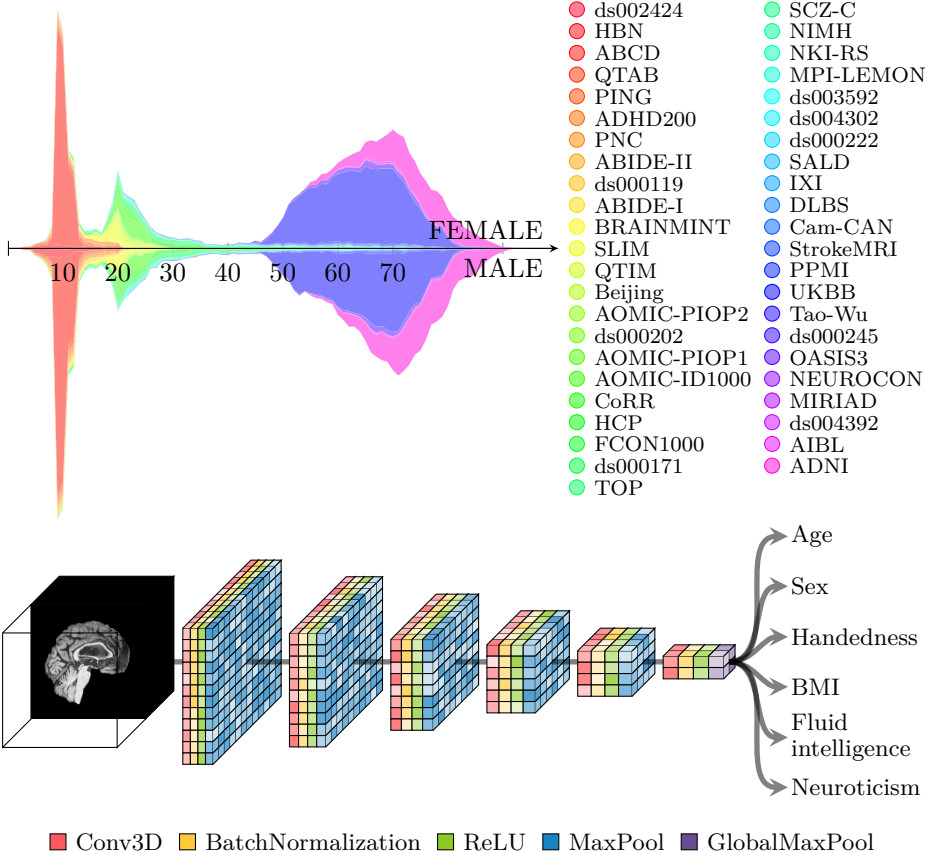 FEMALE
MALE
10 20 30 40 50 60 70
ds002424
HBN
ABCD
QTAB
PING
ADHD200
PNC
ABIDE-II
ds000119
ABIDE-I
BRAINMINT
SLIM
QTIM
Beijing
AOMIC-PIOP2
ds000202
AOMIC-PIOP1
AOMIC-ID1000
CoRR
HCP
FCON1000
ds000171
TOP
SCZ-C
NIMH
NKI-RS
MPI-LEMON
ds003592
ds004302
ds000222
SALD
IXI
DLBS
Cam-CAN
StrokeMRI
PPMI
UKBB
Tao-Wu
ds000245
OASIS3
NEUROCON
MIRIAD
ds004392
AIBL
ADNI
Age
Sex
Handedness
BMI
Fluid
intelligence
Neuroticism
Conv3D BatchNormalization ReLU MaxPool GlobalMaxPool